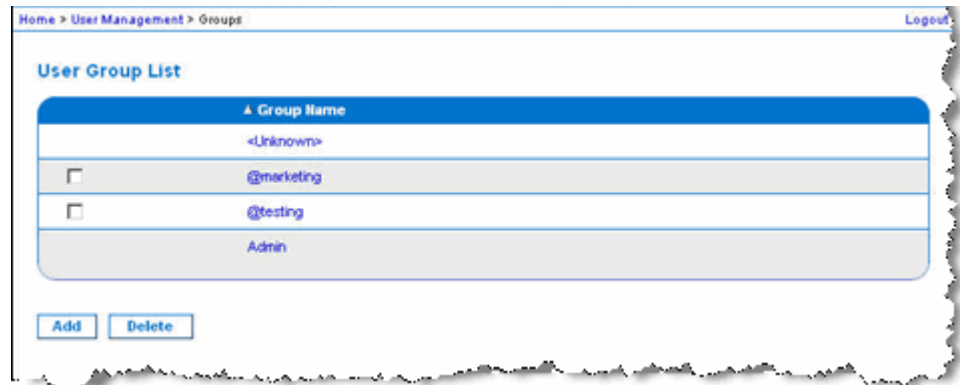 Home > User Management > Groups Logout
User Group List
▲ Group Name
<Unknown>
@marketing
@testing
Admin
Add Delete